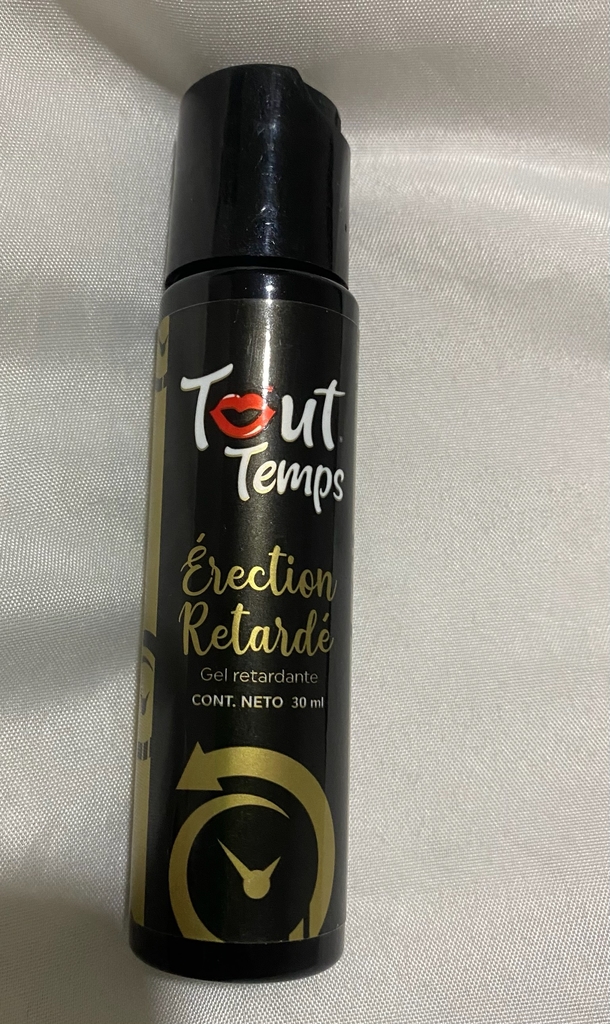 Tout
Temps
Érection
Retardé
Gel retardante
CONT. NETO 30 ml